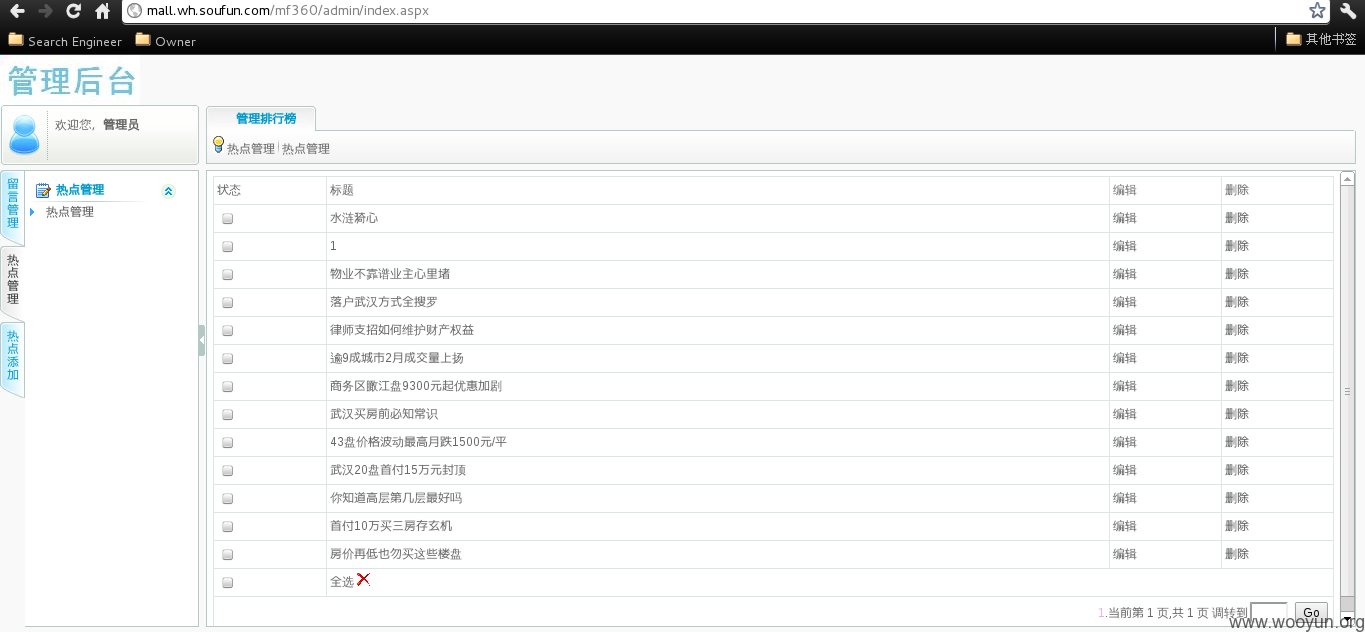 mall.wh.soufun.com/mf360/admin/index.aspx
Search Engineer Owner 其他书签
管理后台
欢迎您，管理员
管理排行榜
热点管理 热点管理
留言管理
热点管理
热点添加
热点管理
热点管理
状态 标题 编辑 删除
水涟漪心 编辑 删除
1 编辑 删除
物业不靠谱业主心里堵 编辑 删除
落户武汉方式全搜罗 编辑 删除
律师支招如何维护财产权益 编辑 删除
逾9成城市2月成交量上扬 编辑 删除
商务区瞰江盘9300元起优惠加剧 编辑 删除
武汉买房前必知常识 编辑 删除
43盘价格波动最高月跌1500元/平 编辑 删除
武汉20盘首付15万元封顶 编辑 删除
你知道高层第几层最好吗 编辑 删除
首付10万买三房存玄机 编辑 删除
房价再低也勿买这些楼盘 编辑 删除
全选
1.当前第 1 页,共 1 页 调转到 Go
www.wooyun.org